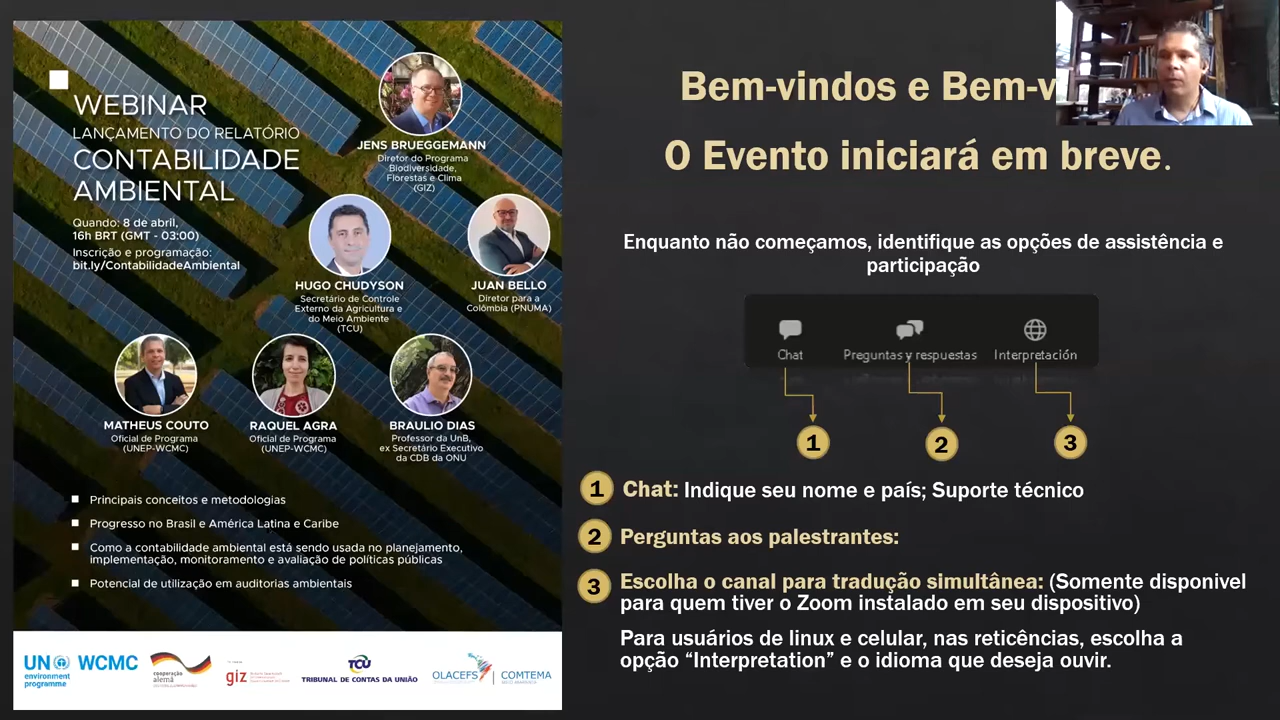 WEBINAR
LANÇAMENTO DO RELATÓRIO
CONTABILIDADE
AMBIENTAL
Quando: 8 de abril,
16h BRT (GMT - 03:00)
Inscrição e programação:
bit.ly/ContabilidadeAmbiental
JENS BRUEGGEMANN
Diretor do Programa
Biodiversidade,
Florestas e Clima
(GIZ)
HUGO CHUDYSON
Secretário de Controle
Externo da Agricultura e
do Meio Ambiente
(TCU)
JUAN BELLO
Diretor para a
Colômbia (PNUMA)
MATHEUS COUTO
Oficial de Programa
(UNEP-WCMC)
RAQUEL AGRA
Oficial de Programa
(UNEP-WCMC)
BRAULIO DIAS
Professor da UnB,
ex Secretário Executivo
da CDB da ONU
Principais conceitos e metodologias
Progresso no Brasil e América Latina e Caribe
Como a contabilidade ambiental está sendo usada no planejamento,
implementação, monitoramento e avaliação de políticas públicas
Potencial de utilização em auditorias ambientais
UN WCMC
environment
programme
cooperação
alemã
giz
TCU
TRIBUNAL DE CONTAS DA UNIÃO
OLACEFS COMTEMA
Bem-vindos e Bem-v
O Evento iniciará em breve.
Enquanto não começamos, identifique as opções de assistência e
participação
Chat Preguntas y respuestas Interpretación
1 2 3
1 Chat: Indique seu nome e país; Suporte técnico
2 Perguntas aos palestrantes:
3 Escolha o canal para tradução simultânea: (Somente disponivel
para quem tiver o Zoom instalado em seu dispositivo)
Para usuários de linux e celular, nas reticências, escolha a
opção “Interpretation” e o idioma que deseja ouvir.